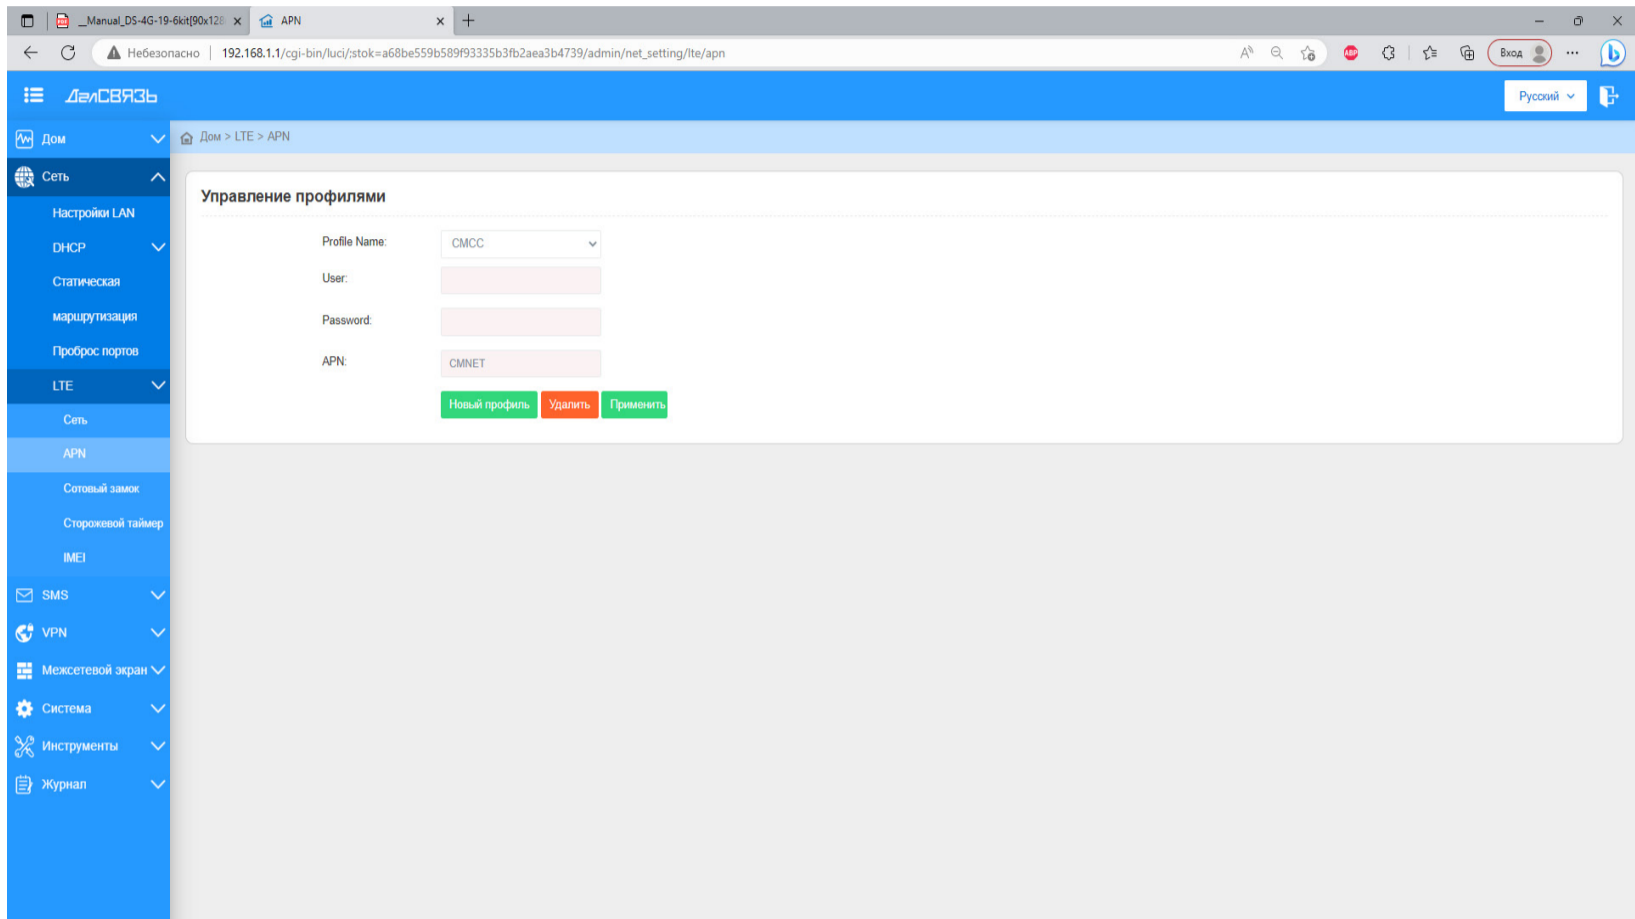 __Manual_DS-4G-19-6kit[90x128
APN
Небезопасно
192.168.1.1/cgi-bin/luci/;stok=a68be559b589f93335b3fb2aea3b4739/admin/net_setting/lte/apn
ABP
Вход
ДалСВЯЗЬ
Русский
Дом
Дом > LTE > APN
Сеть
Настройки LAN
DHCP
Статическая
маршрутизация
Проброс портов
LTE
Сеть
APN
Сотовый замок
Сторожевой таймер
IMEI
SMS
VPN
Межсетевой экран
Система
Инструменты
Журнал
Управление профилями
Profile Name:
CMCC
User:
Password:
APN:
CMNET
Новый профиль
Удалить
Применить